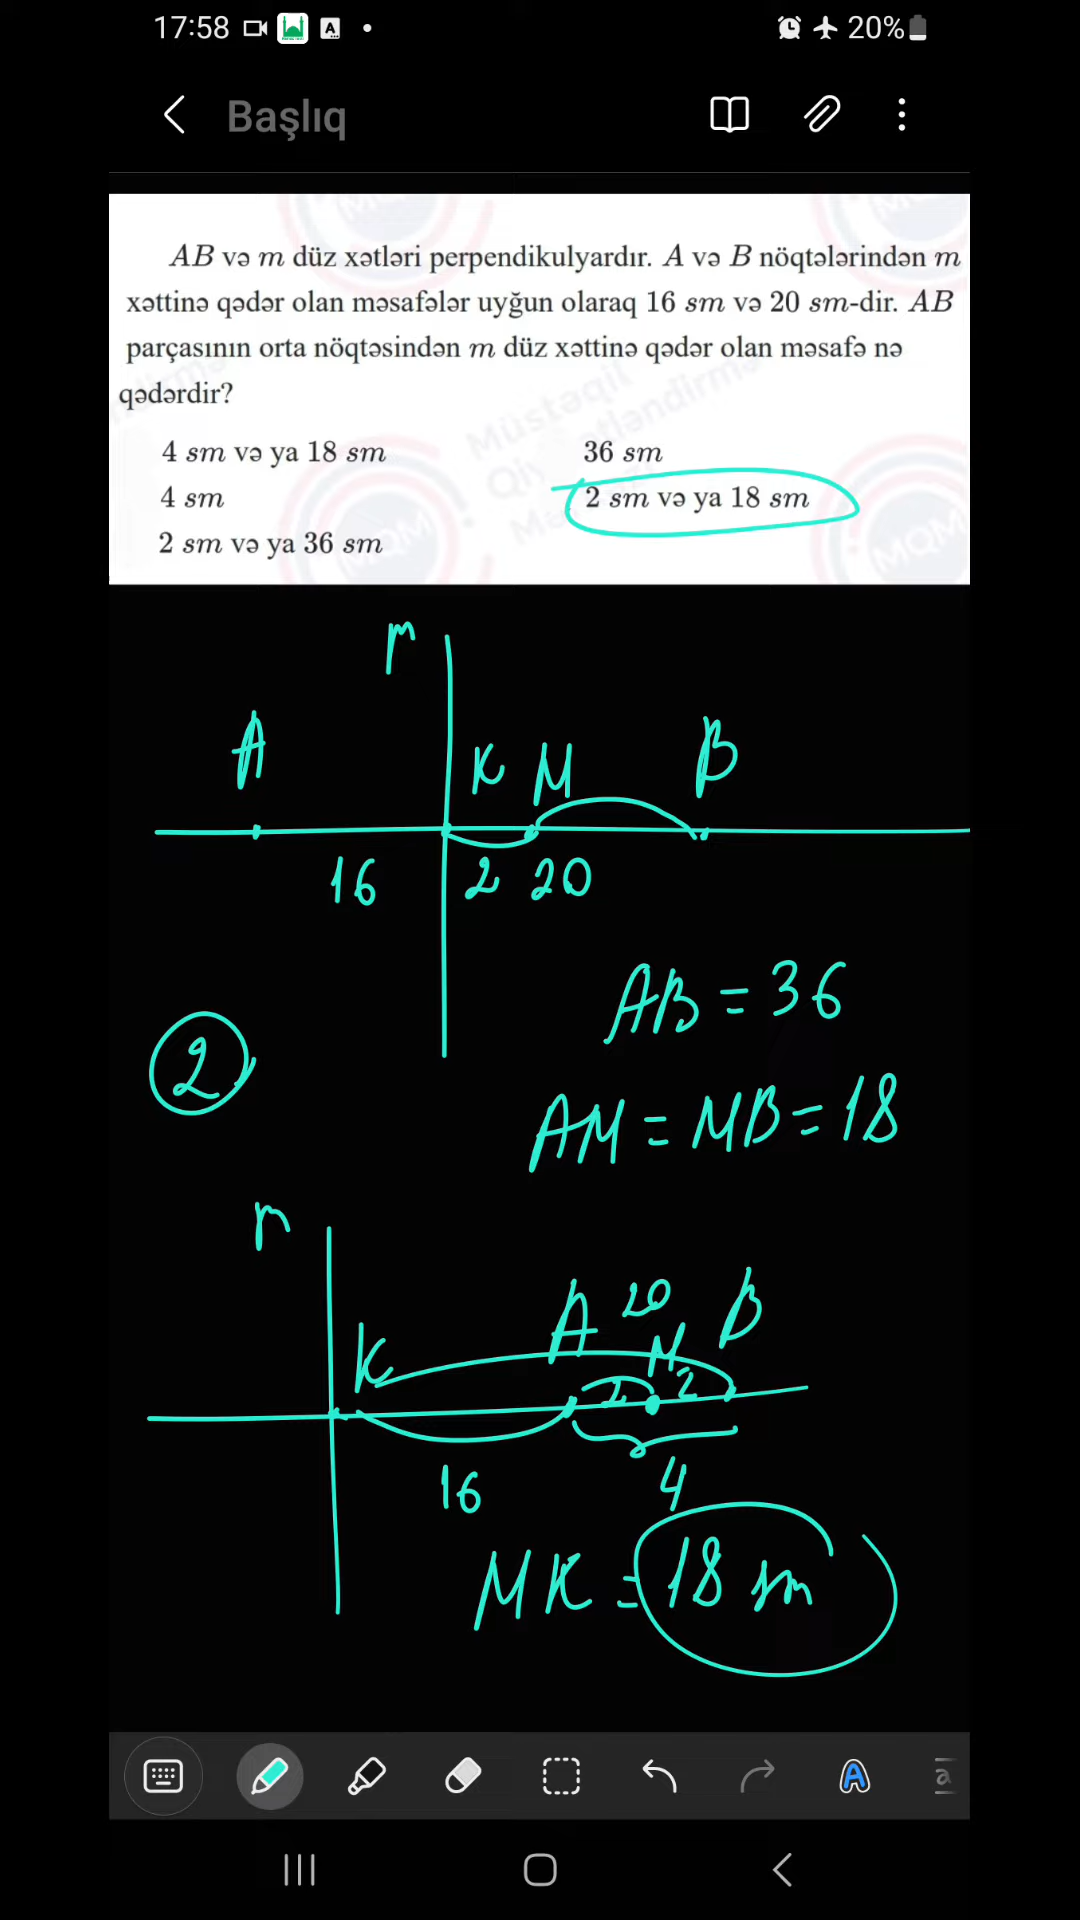 17:58 A 20%
Başlıq
AB və m düz xətləri perpendikulyardır. A və B nöqtələrindən m
xəttinə qədər olan məsafələr uyğun olaraq 16 sm və 20 sm-dir. AB
parçasının orta nöqtəsindən m düz xəttinə qədər olan məsafə nə
qədərdir?
4 sm və ya 18 sm
36 sm
4 sm
2 sm və ya 18 sm
2 sm və ya 36 sm
m
A K M B
16 2 20
AB = 36
2
AM = MB = 18
m
K A 20 M B
2 2
16 4
MK = 18 sm
A a